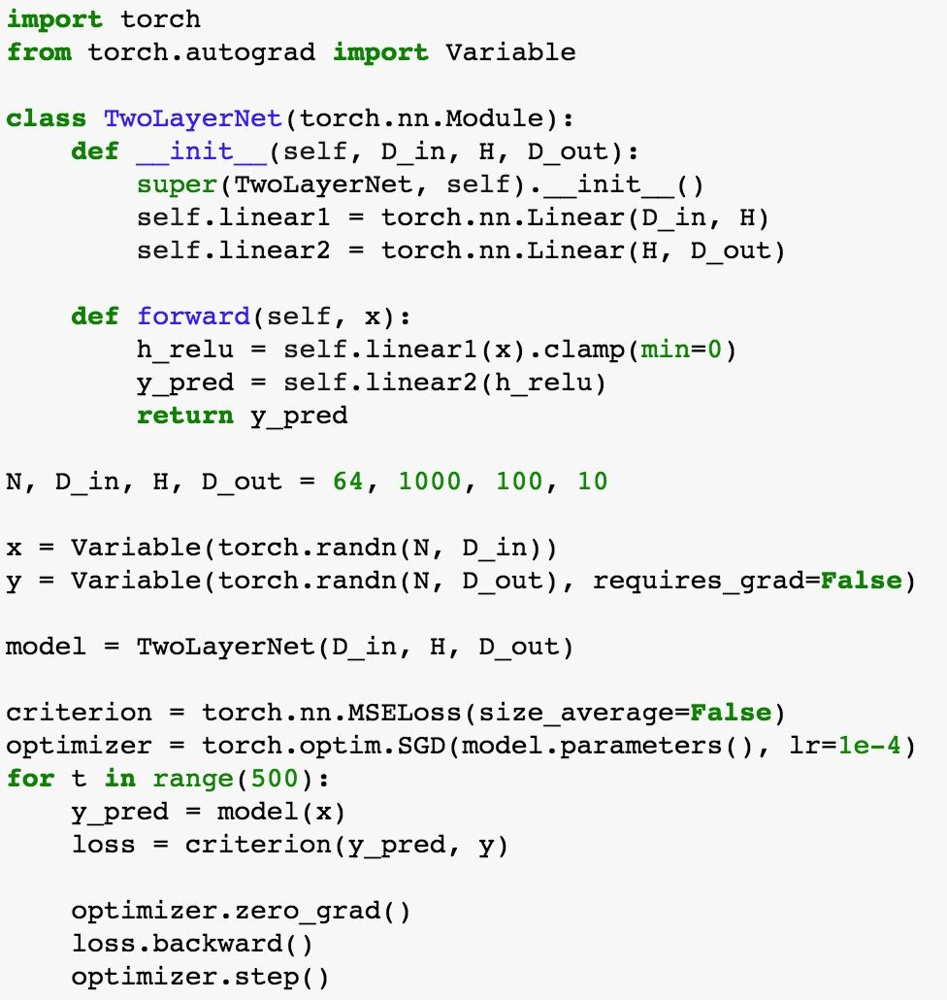 import torch
from torch.autograd import Variable

class TwoLayerNet(torch.nn.Module):
    def __init__(self, D_in, H, D_out):
        super(TwoLayerNet, self).__init__()
        self.linear1 = torch.nn.Linear(D_in, H)
        self.linear2 = torch.nn.Linear(H, D_out)

    def forward(self, x):
        h_relu = self.linear1(x).clamp(min=0)
        y_pred = self.linear2(h_relu)
        return y_pred

N, D_in, H, D_out = 64, 1000, 100, 10

x = Variable(torch.randn(N, D_in))
y = Variable(torch.randn(N, D_out), requires_grad=False)

model = TwoLayerNet(D_in, H, D_out)

criterion = torch.nn.MSELoss(size_average=False)
optimizer = torch.optim.SGD(model.parameters(), lr=1e-4)
for t in range(500):
    y_pred = model(x)
    loss = criterion(y_pred, y)

    optimizer.zero_grad()
    loss.backward()
    optimizer.step()